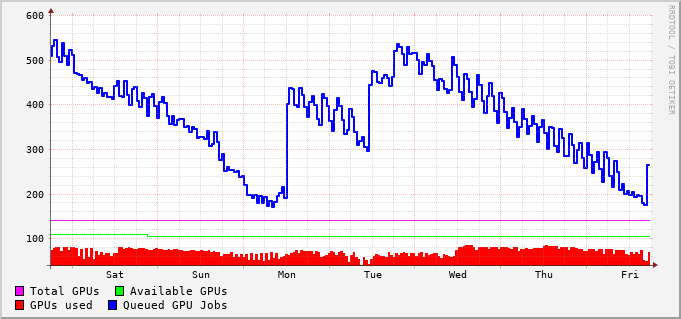 600
500
400
300
200
100
Sat Sun Mon Tue Wed Thu Fri
Total GPUs Available GPUs
GPUs used Queued GPU Jobs
RRDTOOL / TOBI OETIKER